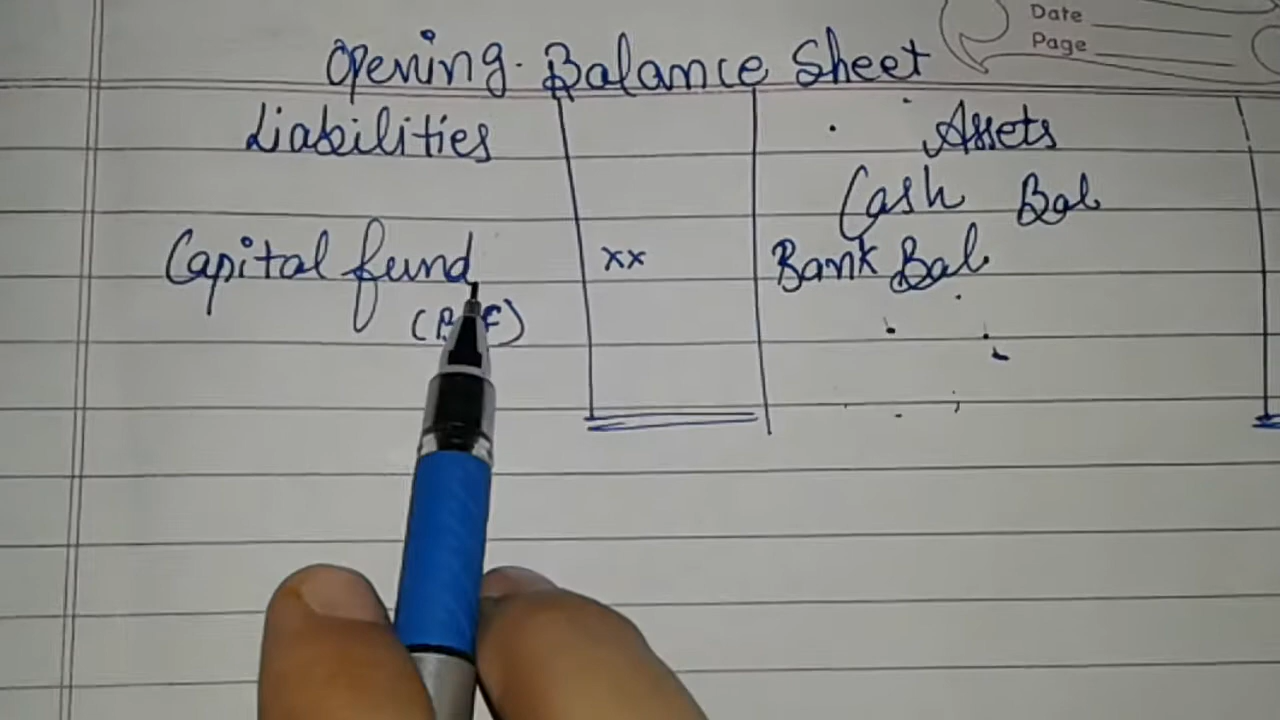 Date
Page
Opening Balance Sheet
Liabilities Assets
Cash Bal
Capital fund xx Bank Bal